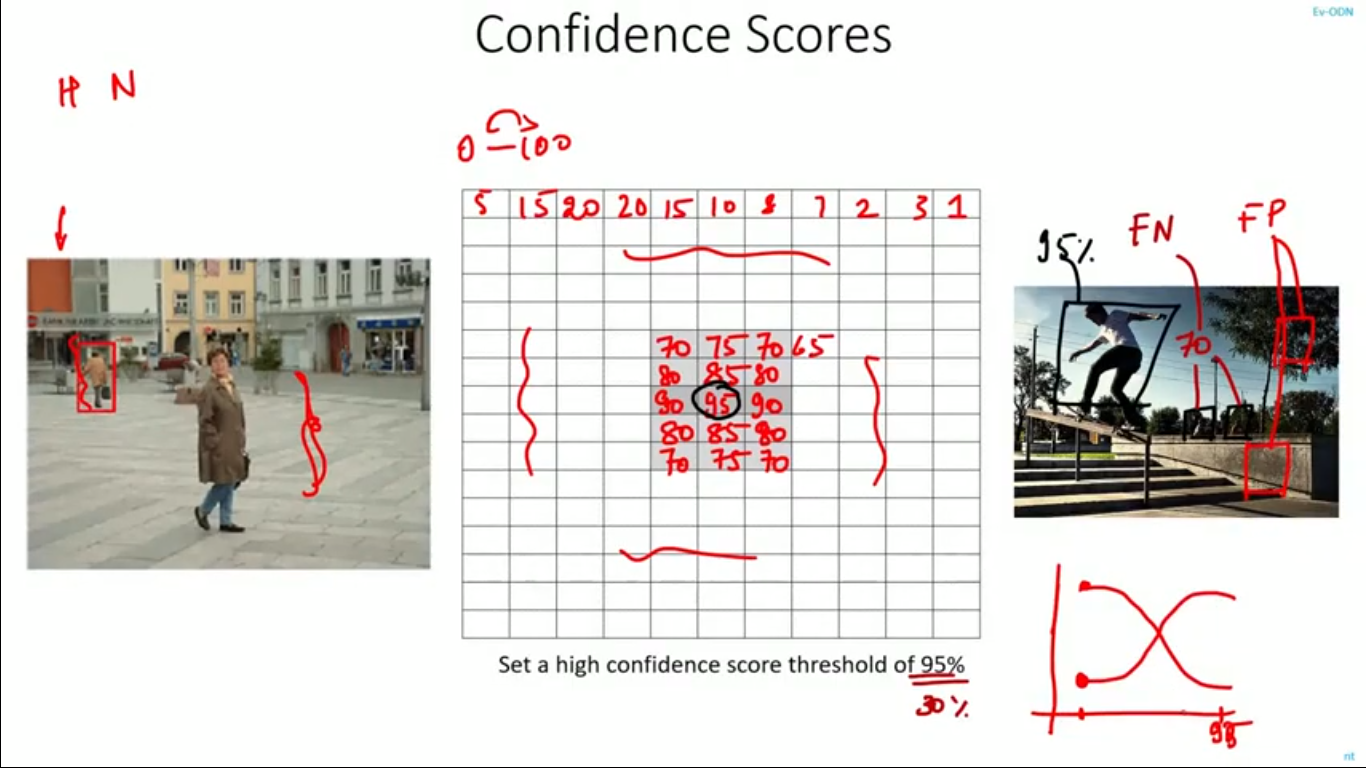 Ev-ODN
Confidence Scores
H N
0 – 100
5 15 20 20 15 10 8 7 2 3 1
95% FN FP
70 75 70 65
70
80 85 80
90 95 90
80 85 80
70 75 70
Set a high confidence score threshold of 95%
30%
nt